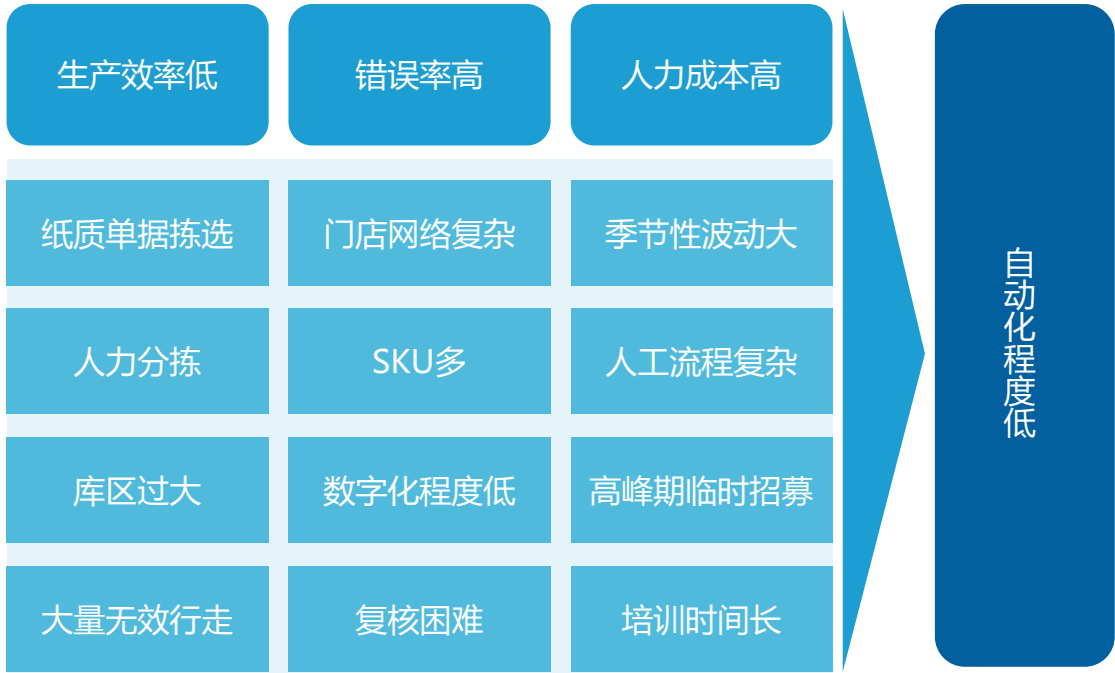 生产效率低
错误率高
人力成本高
纸质单据拣选
门店网络复杂
季节性波动大
人力分拣
SKU多
人工流程复杂
库区过大
数字化程度低
高峰期临时招募
大量无效行走
复核困难
培训时间长
自动化程度低